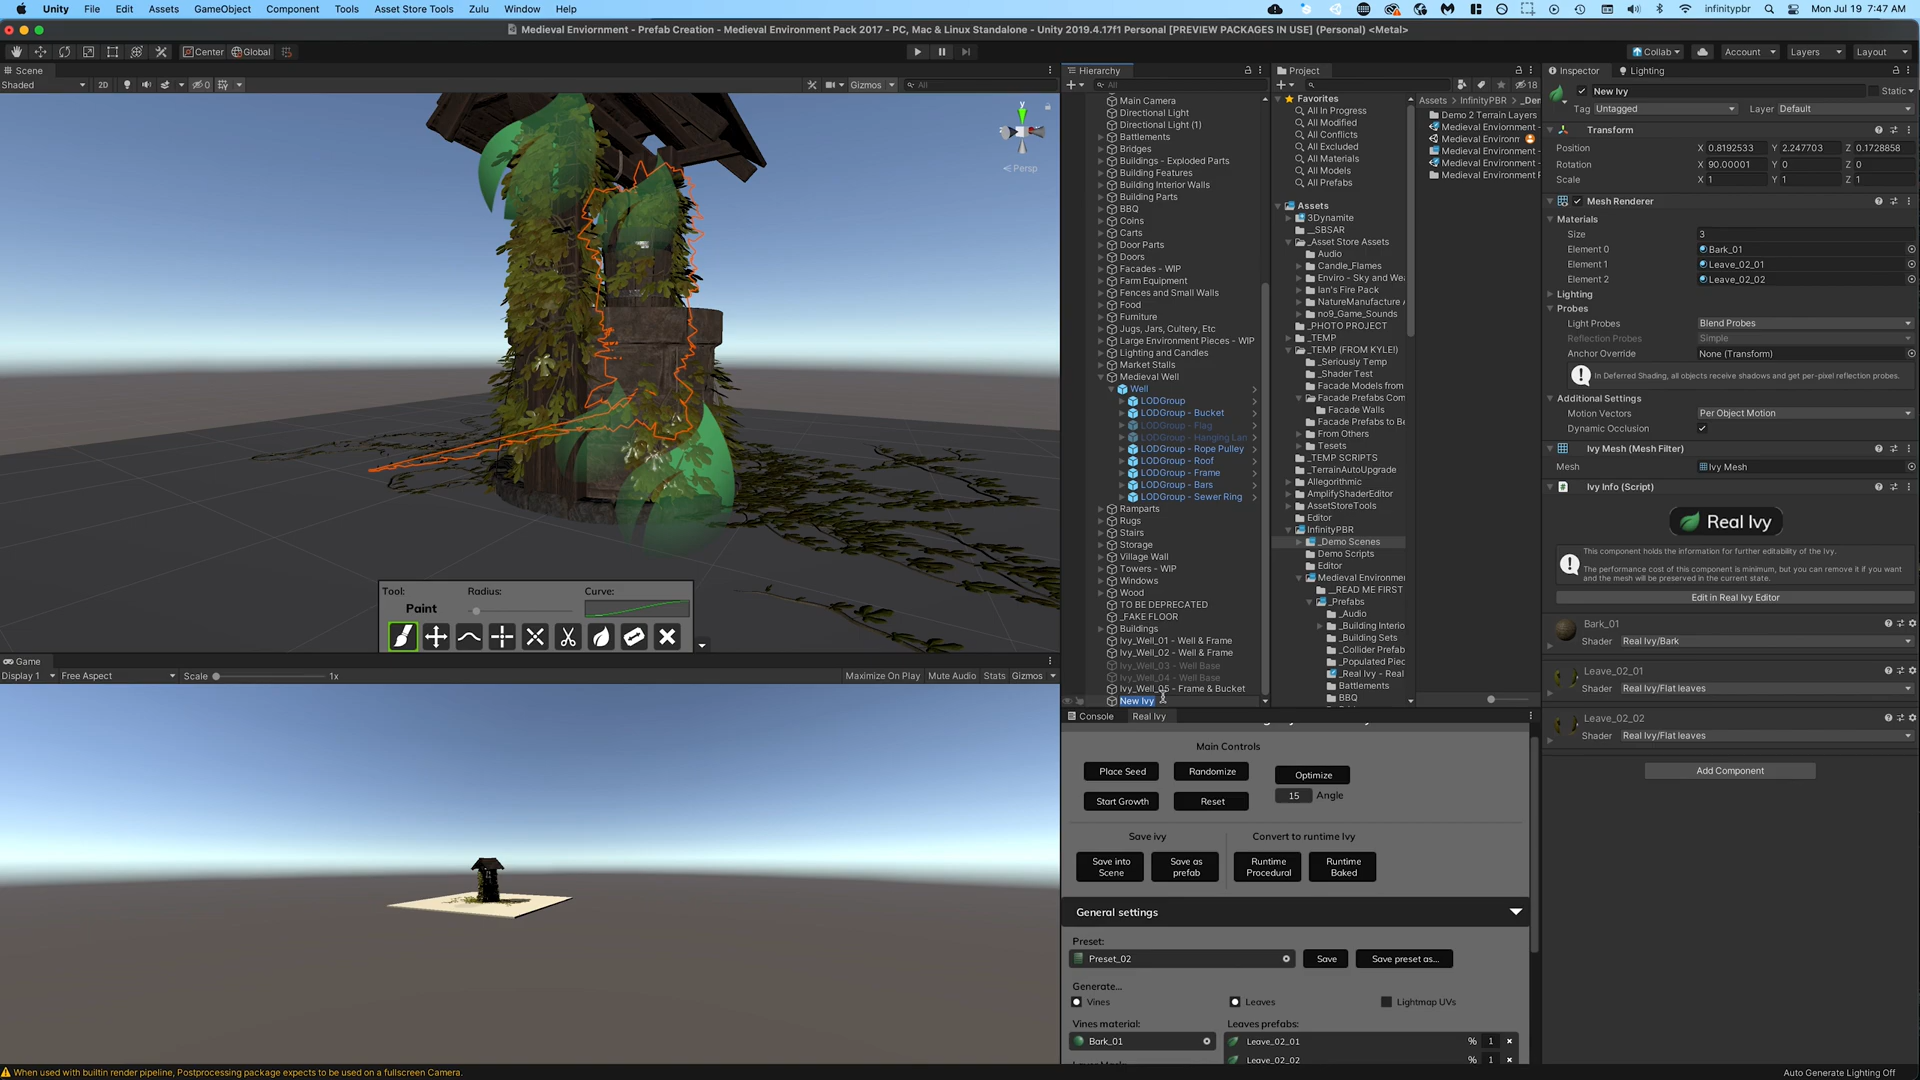 Unity File Edit Assets GameObject Component Tools Asset Store Tools Zulu Window Help infinitypbr Mon Jul 19 7:47 AM
Medieval Enviornment - Prefab Creation - Medieval Environment Pack 2017 - PC, Mac & Linux Standalone - Unity 2019.4.17f1 Personal [PREVIEW PACKAGES IN USE] (Personal) <Metal>
Center Global Collab Account Layers Layout
Scene
Shaded 2D 0 Gizmos All
y
Persp
Tool: Radius: Curve:
Paint
Game
Display 1 Free Aspect Scale 1x Maximize On Play Mute Audio Stats Gizmos
Hierarchy
All
Main Camera
Directional Light
Directional Light (1)
Battlements
Bridges
Buildings - Exploded Parts
Building Features
Building Interior Walls
Building Parts
BBQ
Coins
Carts
Door Parts
Doors
Facades - WIP
Farm Equipment
Fences and Small Walls
Food
Furniture
Jugs, Jars, Cultery, Etc
Large Environment Pieces - WIP
Lighting and Candles
Market Stalls
Medieval Well
Well
LODGroup
LODGroup - Bucket
LODGroup - Flag
LODGroup - Hanging Lan
LODGroup - Rope Pulley
LODGroup - Roof
LODGroup - Frame
LODGroup - Bars
LODGroup - Sewer Ring
Ramparts
Rugs
Stairs
Storage
Village Wall
Towers - WIP
Windows
Wood
TO BE DEPRECATED
_FAKE FLOOR
Buildings
Ivy_Well_01 - Well & Frame
Ivy_Well_02 - Well & Frame
Ivy_Well_03 - Well Base
Ivy_Well_04 - Well Base
Ivy_Well_05 - Frame & Bucket
New Ivy
Project
18
Favorites
All In Progress
All Modified
All Conflicts
All Excluded
All Materials
All Models
All Prefabs
Assets
3Dynamite
__SBSAR
_Asset Store Assets
Audio
Candle_Flames
Enviro - Sky and Wea
Ian's Fire Pack
NatureManufacture
no9_Game_Sounds
_PHOTO PROJECT
_TEMP
_TEMP (FROM KYLE!)
_Seriously Temp
_Shader Test
Facade Models from
Facade Prefabs Com
Facade Walls
Facade Prefabs to Be
From Others
Tesets
_TEMP SCRIPTS
_TerrainAutoUpgrade
Allegorithmic
AmplifyShaderEditor
AssetStoreTools
Editor
InfinityPBR
_Demo Scenes
Demo Scripts
Editor
Medieval Environme
__READ ME FIRST
_Prefabs
_Audio
_Building Interio
_Building Sets
_Collider Prefab
_Populated Piec
_Real Ivy - Real
Battlements
BBQ
Assets > InfinityPBR > _Der
Demo 2 Terrain Layers
Medieval Enviornment -
Medieval Environm
Medieval Environment -
Medieval Environment -
Medieval Environment F
Console Real Ivy
Main Controls
Place Seed Randomize Optimize
Start Growth Reset 15 Angle
Save ivy Convert to runtime Ivy
Save into Scene Save as prefab Runtime Procedural Runtime Baked
General settings
Preset:
Preset_02 Save Save preset as...
Generate...
Vines Leaves Lightmap UVs
Vines material: Leaves prefabs:
Bark_01 Leave_02_01 % 1
Leave_02_02 % 1
Inspector Lighting
New Ivy Static
Tag Untagged Layer Default
Transform
Position X 0.8192533 Y 2.247703 Z 0.1728858
Rotation X 90.00001 Y 0 Z 0
Scale X 1 Y 1 Z 1
Mesh Renderer
Materials
Size 3
Element 0 Bark_01
Element 1 Leave_02_01
Element 2 Leave_02_02
Lighting
Probes
Light Probes Blend Probes
Reflection Probes Simple
Anchor Override None (Transform)
In Deferred Shading, all objects receive shadows and get per-pixel reflection probes.
Additional Settings
Motion Vectors Per Object Motion
Dynamic Occlusion
Ivy Mesh (Mesh Filter)
Mesh Ivy Mesh
Ivy Info (Script)
Real Ivy
This component holds the information for further editability of the Ivy.
The performance cost of this component is minimum, but you can remove it if you want
and the mesh will be preserved in the current state.
Edit in Real Ivy Editor
Bark_01
Shader Real Ivy/Bark
Leave_02_01
Shader Real Ivy/Flat leaves
Leave_02_02
Shader Real Ivy/Flat leaves
Add Component
When used with builtin render pipeline, Postprocessing package expects to be used on a fullscreen Camera.
Auto Generate Lighting Off